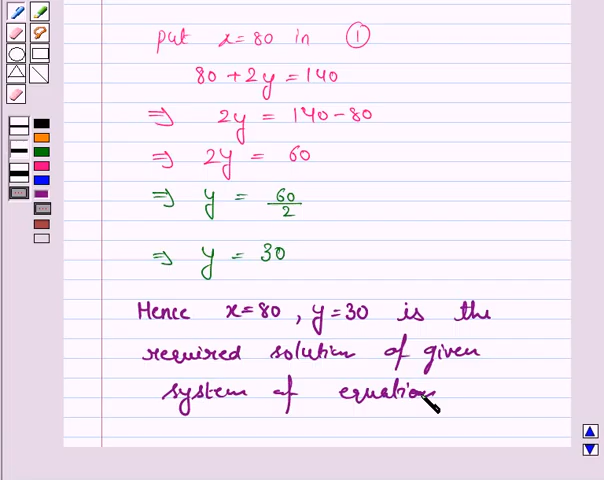 put x = 80 in ①
80 + 2y = 140
⇒ 2y = 140 - 80
⇒ 2y = 60
⇒ y = 60/2
⇒ y = 30
Hence x = 80, y = 30 is the
required solution of given
system of equation